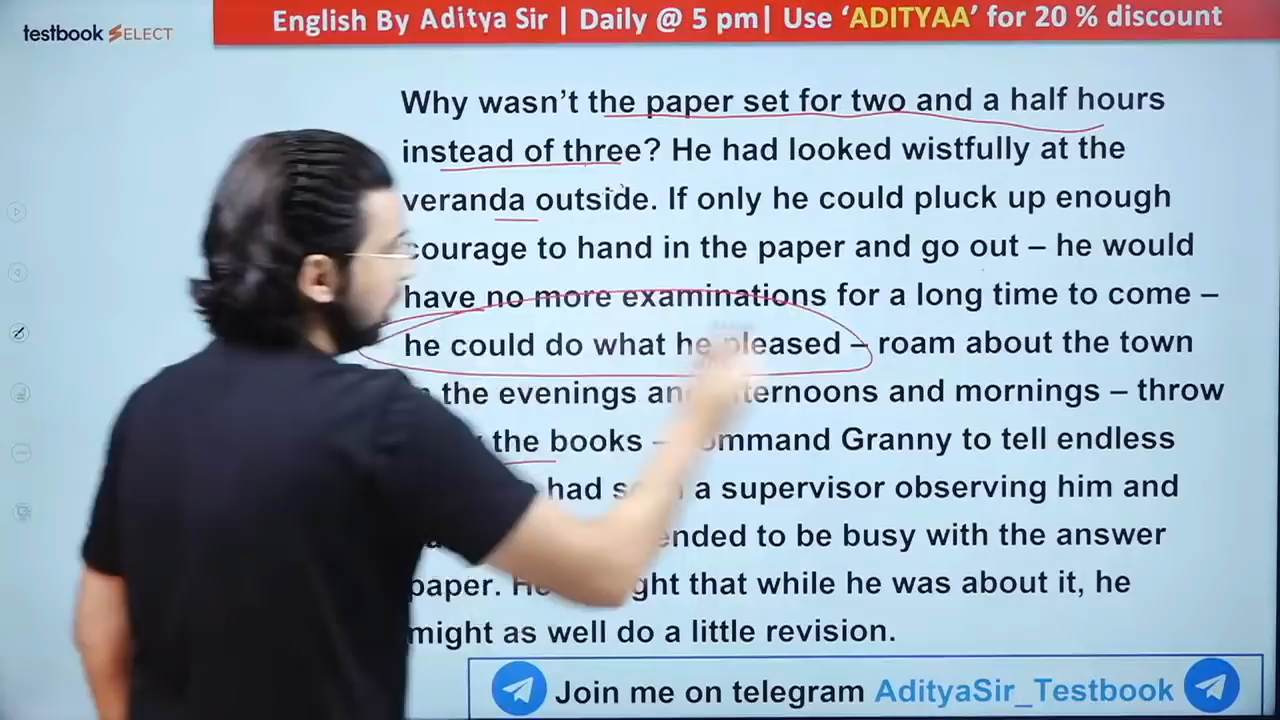 testbook SELECT
English By Aditya Sir | Daily @ 5 pm| Use ‘ADITYAA’ for 20 % discount
Why wasn’t the paper set for two and a half hours
instead of three? He had looked wistfully at the
veranda outside. If only he could pluck up enough
courage to hand in the paper and go out – he would
have no more examinations for a long time to come –
he could do what he pleased – roam about the town
the evenings and afternoons and mornings – throw
the books – command Granny to tell endless
had a supervisor observing him and
to be busy with the answer
paper. that while he was about it, he
might as well do a little revision.
Join me on telegram AdityaSir_Testbook